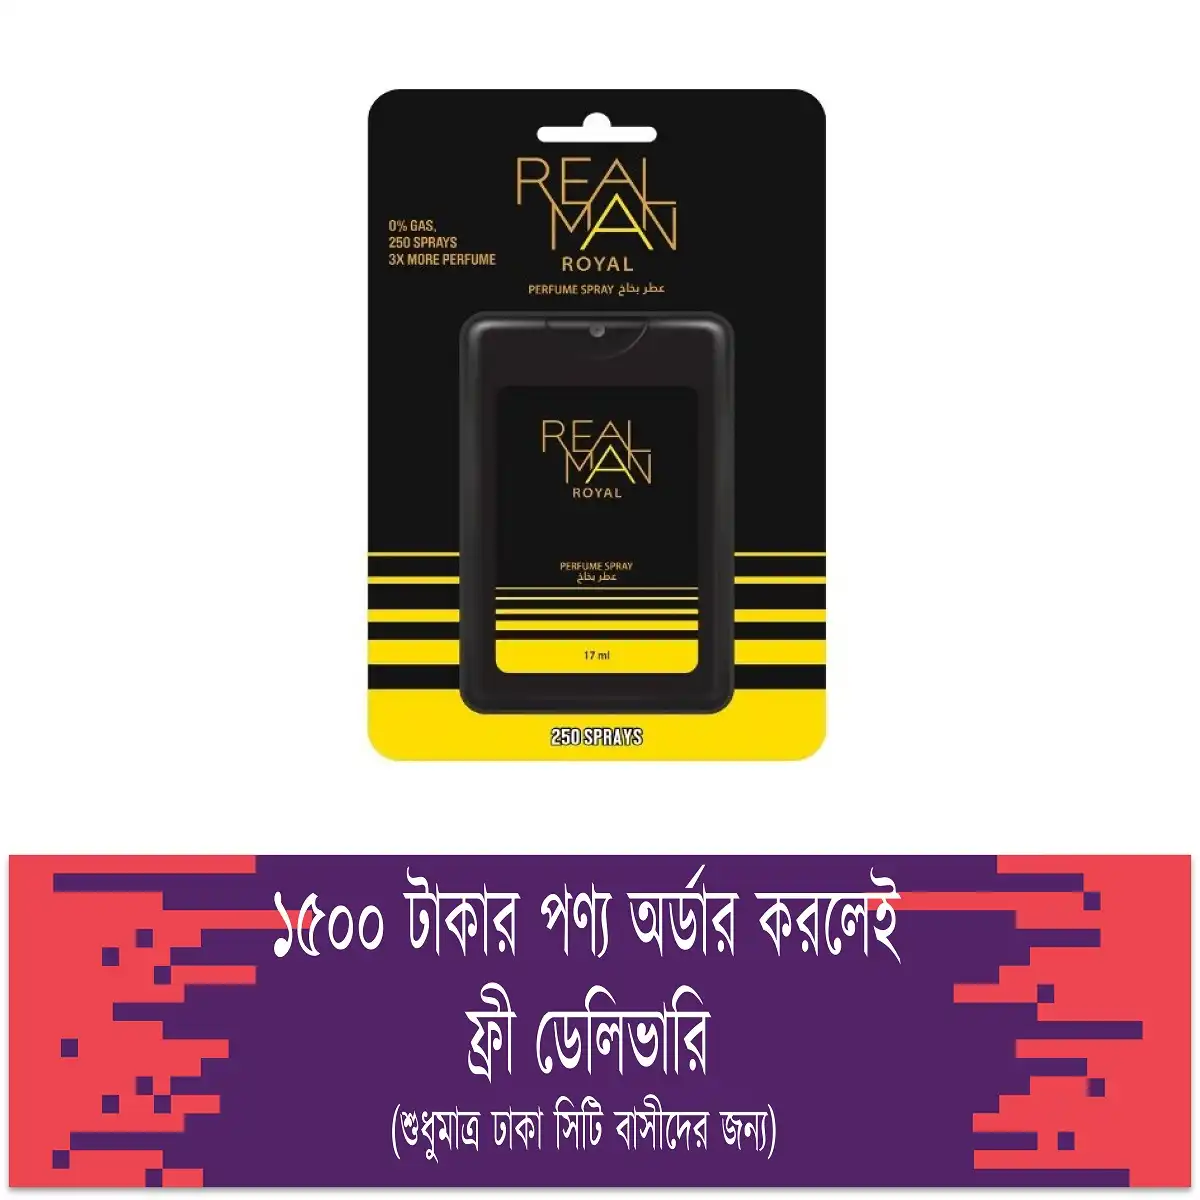 REAL
MAN
ROYAL
0% GAS,
250 SPRAYS
3X MORE PERFUME
PERFUME SPRAY عطر بخاخ
REAL
MAN
ROYAL
PERFUME SPRAY
عطر بخاخ
17 ml
250 SPRAYS
১৫০০ টাকার পণ্য অর্ডার করলেই
ফ্রী ডেলিভারি
(শুধুমাত্র ঢাকা সিটি বাসীদের জন্য)